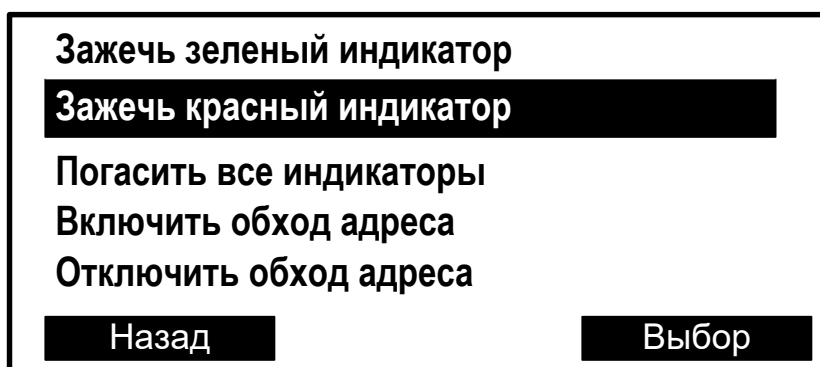 Зажечь зеленый индикатор
Зажечь красный индикатор
Погасить все индикаторы
Включить обход адреса
Отключить обход адреса
Назад Выбор